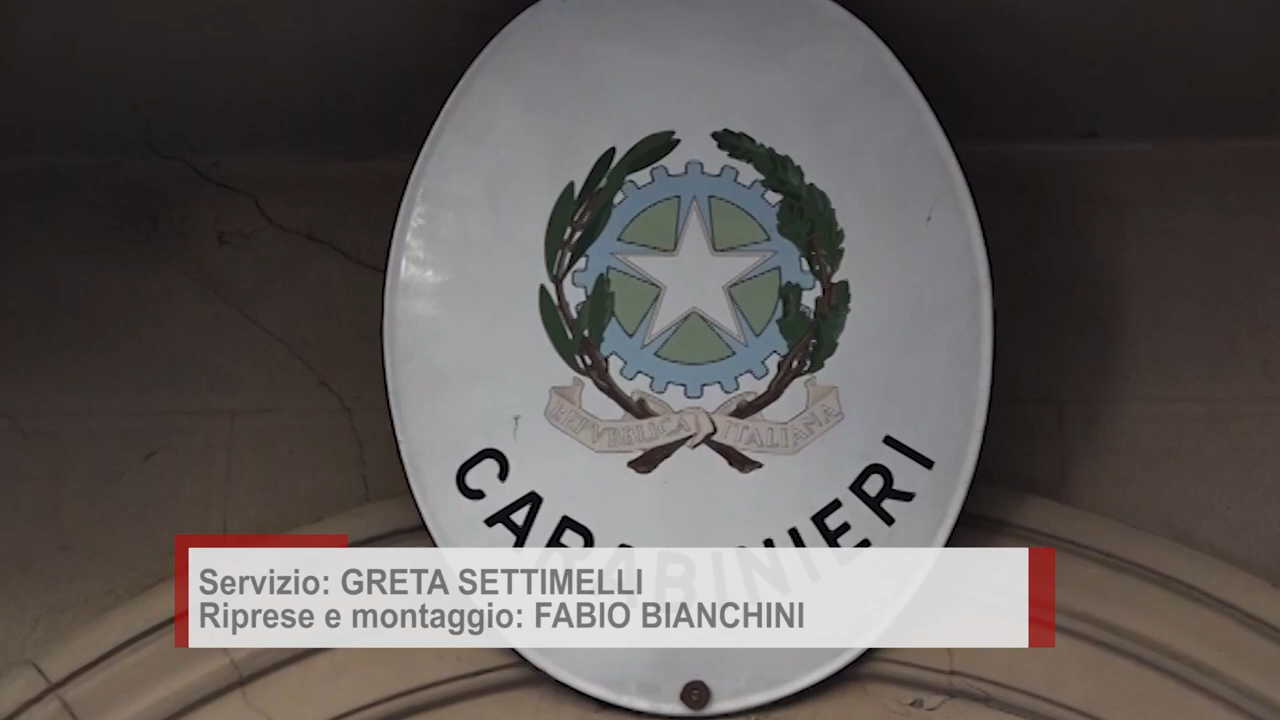 REPVBBLICA ITALIANA
CARABINIERI
Servizio: GRETA SETTIMELLI
Riprese e montaggio: FABIO BIANCHINI